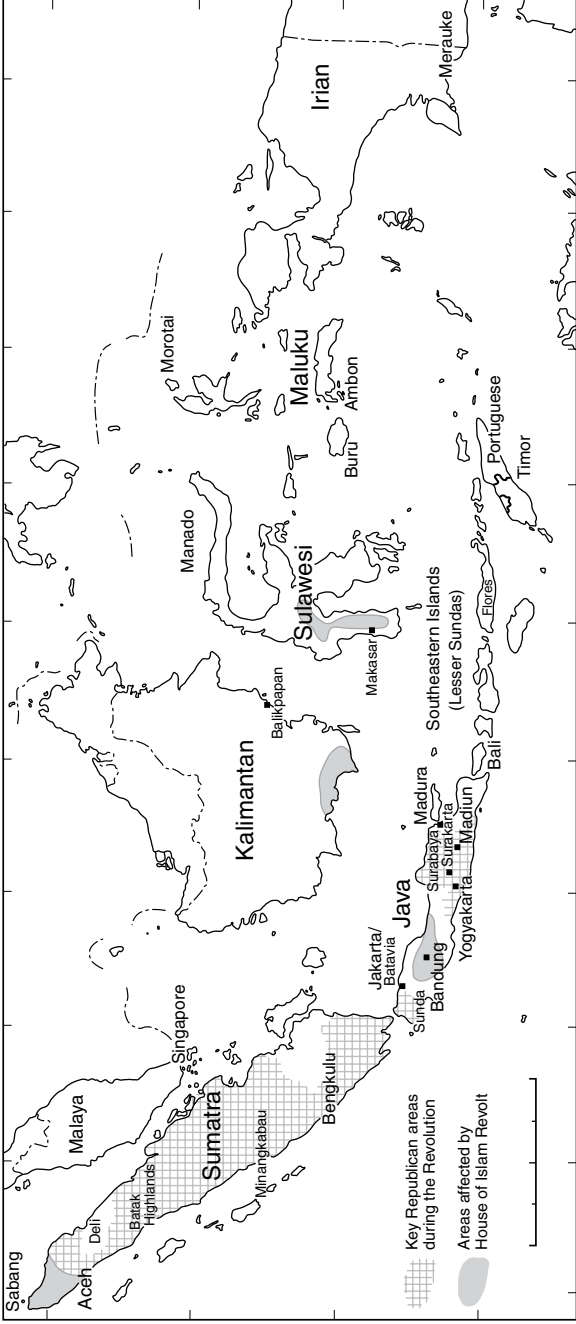 Sabang
Aceh
Deli
Batak
Highlands
Malaya
Singapore
Sumatra
Minangkabau
Bengkulu
Jakarta/
Batavia
Sunda
Bandung
Java
Yogyakarta
Surabaya
Surakarta
Madiun
Madura
Bali
Kalimantan
Balikpapan
Sulawesi
Makasar
Manado
Southeastern Islands
(Lesser Sundas)
Flores
Portuguese
Timor
Morotai
Maluku
Buru
Ambon
Irian
Merauke
Key Republican areas
during the Revolution
Areas affected by
House of Islam Revolt